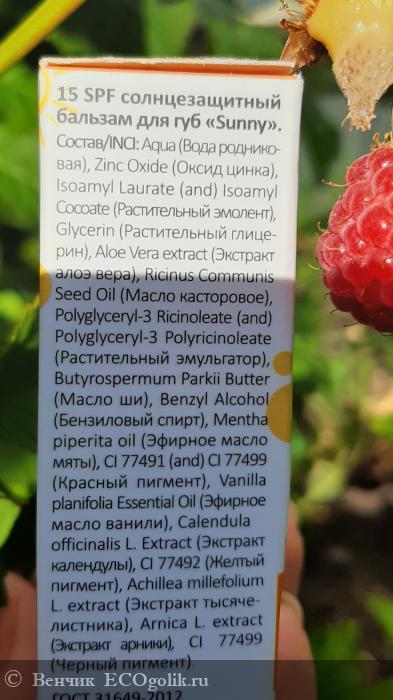 15 SPF солнцезащитный
бальзам для губ «Sunny».
Состав/INCI: Aqua (Вода роднико-
вая), Zinc Oxide (Оксид цинка),
Isoamyl Laurate (and) Isoamyl
Cocoate (Растительный эмолент),
Glycerin (Растительный глице-
рин), Aloe Vera extract (Экстракт
алоэ вера), Ricinus Communis
Seed Oil (Масло касторовое),
Polyglyceryl-3 Ricinoleate (and)
Polyglyceryl-3 Polyricinoleate
(Растительный эмульгатор),
Butyrospermum Parkii Butter
(Масло ши), Benzyl Alcohol
(Бензиловый спирт), Mentha
piperita oil (Эфирное масло
мяты), CI 77491 (and) CI 77499
(Красный пигмент), Vanilla
planifolia Essential Oil (Эфирное
масло ванили), Calendula
officinalis L. Extract (Экстракт
календулы), CI 77492 (Желтый
пигмент), Achillea millefolium
L. extract (Экстракт тысяче-
листника), Arnica L. extract
(Экстракт арники), CI 77499
(Черный пигмент).
ГОСТ 31649-2012
© Венчик ECOgolik.ru